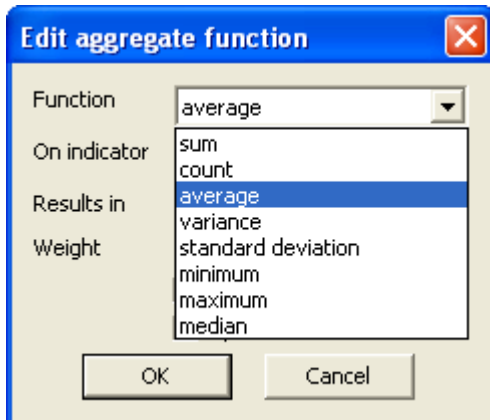 Edit aggregate function
Function
average
On indicator
sum
count
Results in
average
variance
Weight
standard deviation
minimum
maximum
median
OK
Cancel